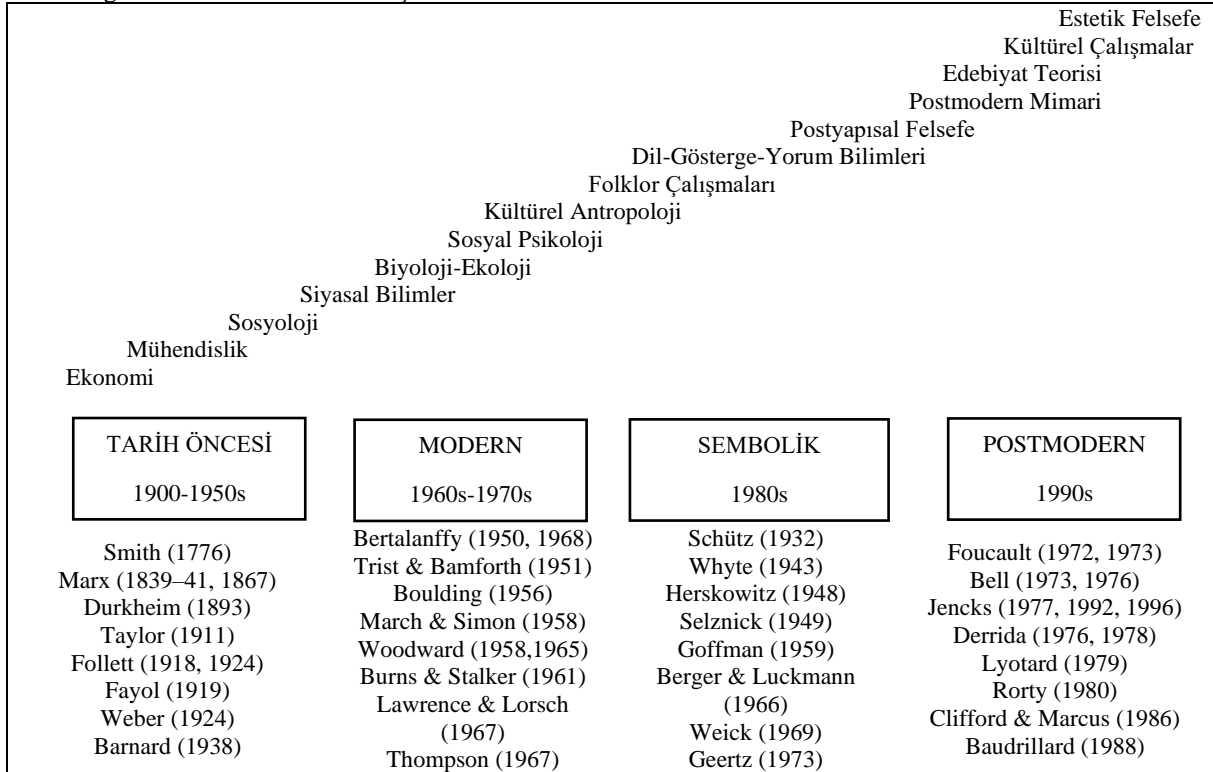 Estetik Felsefe
Kültürel Çalışmalar
Edebiyat Teorisi
Postmodern Mimari
Postyapısal Felsefe
Dil-Gösterge-Yorum Bilimleri
Folklor Çalışmaları
Kültürel Antropoloji
Sosyal Psikoloji
Biyoloji-Ekoloji
Siyasal Bilimler
Sosyoloji
Mühendislik
Ekonomi
TARİH ÖNCESİ
1900-1950s
Smith (1776)
Marx (1839–41, 1867)
Durkheim (1893)
Taylor (1911)
Follett (1918, 1924)
Fayol (1919)
Weber (1924)
Barnard (1938)
MODERN
1960s-1970s
Bertalanffy (1950, 1968)
Trist & Bamforth (1951)
Boulding (1956)
March & Simon (1958)
Woodward (1958,1965)
Burns & Stalker (1961)
Lawrence & Lorsch
(1967)
Thompson (1967)
SEMBOLİK
1980s
Schütz (1932)
Whyte (1943)
Herskowitz (1948)
Selznick (1949)
Goffman (1959)
Berger & Luckmann
(1966)
Weick (1969)
Geertz (1973)
POSTMODERN
1990s
Foucault (1972, 1973)
Bell (1973, 1976)
Jencks (1977, 1992, 1996)
Derrida (1976, 1978)
Lyotard (1979)
Rorty (1980)
Clifford & Marcus (1986)
Baudrillard (1988)